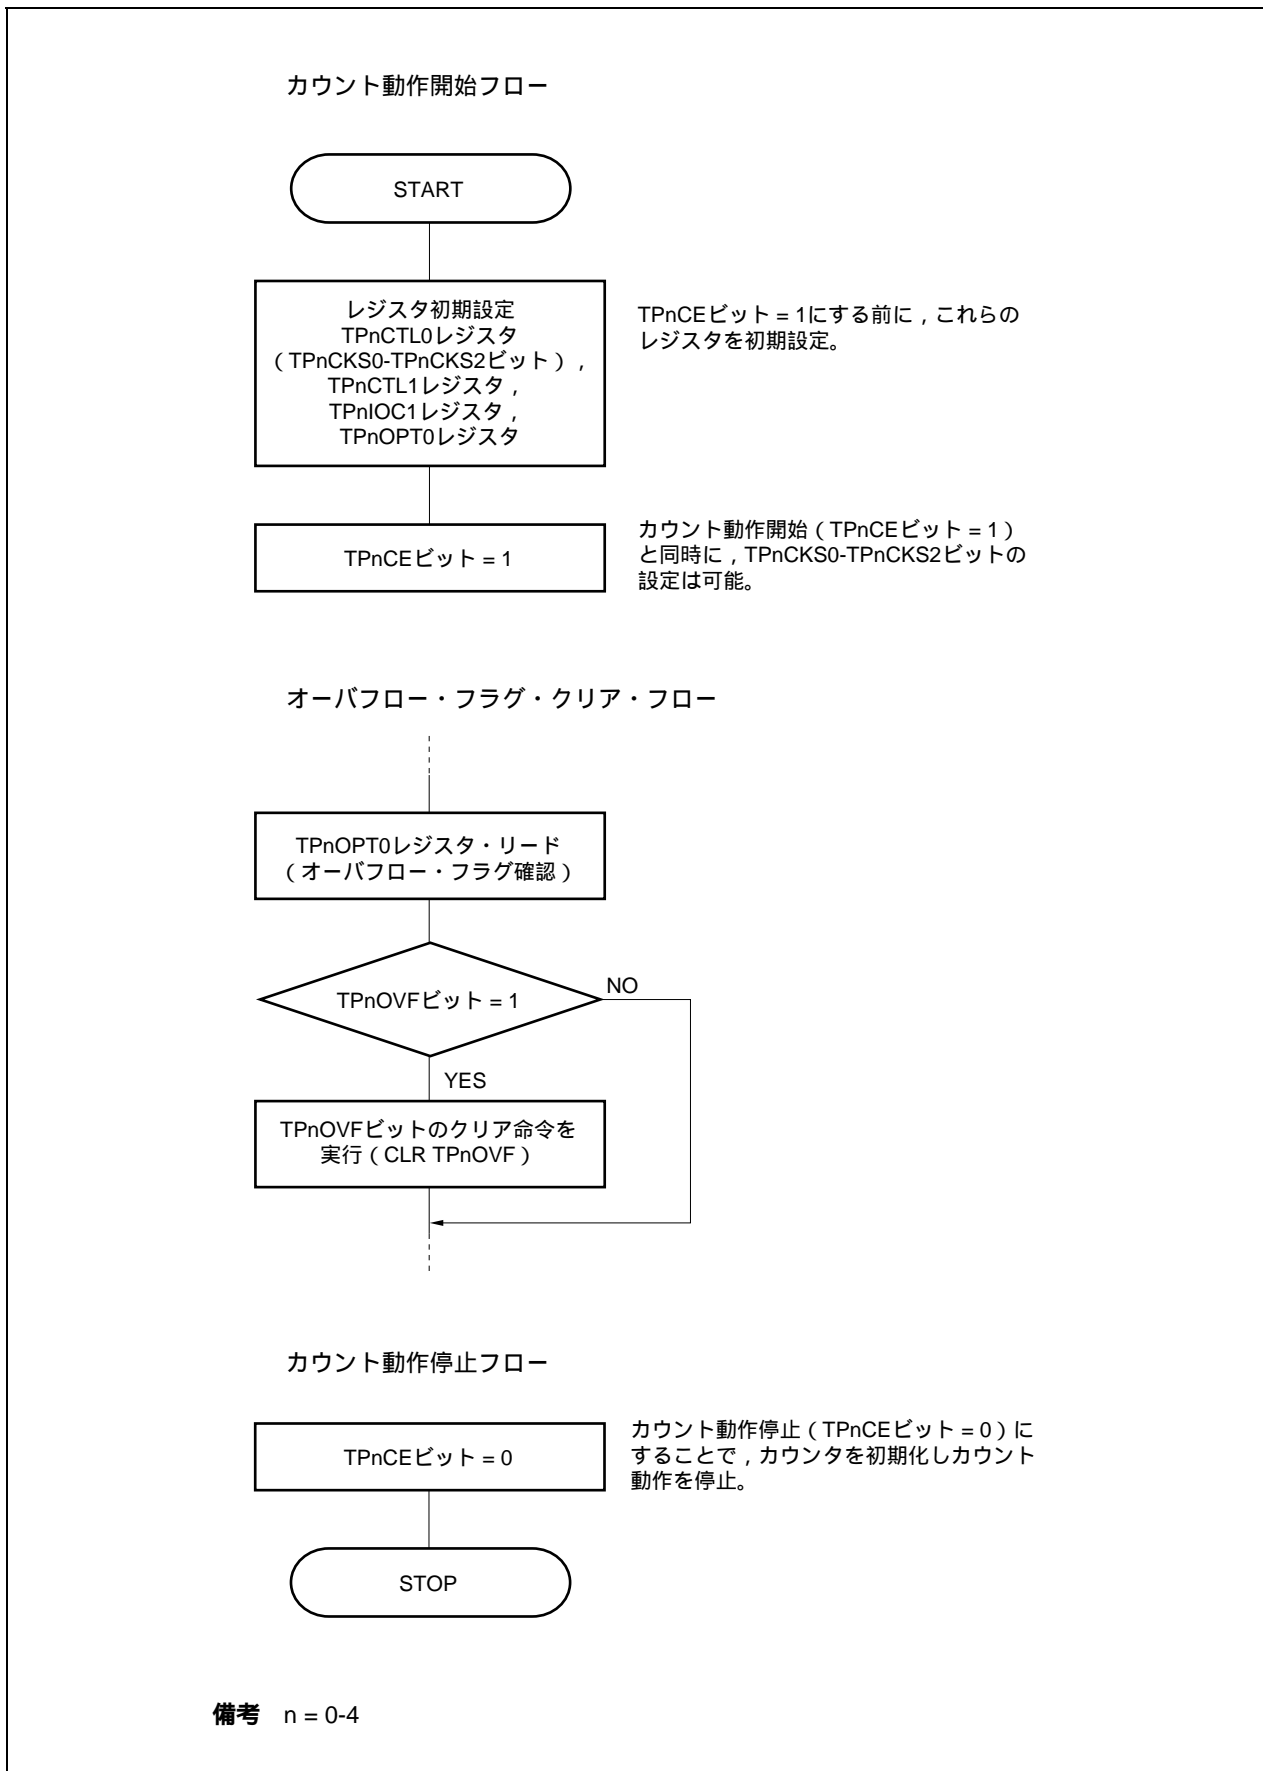 カウント動作開始フロー
START
レジスタ初期設定
TPnCTL0レジスタ
（TPnCKS0-TPnCKS2ビット），
TPnCTL1レジスタ，
TPnIOC1レジスタ，
TPnOPT0レジスタ
TPnCEビット = 1にする前に，これらの
レジスタを初期設定。
TPnCEビット = 1
カウント動作開始（TPnCEビット = 1）
と同時に，TPnCKS0-TPnCKS2ビットの
設定は可能。
オーバフロー・フラグ・クリア・フロー
TPnOPT0レジスタ・リード
（オーバフロー・フラグ確認）
TPnOVFビット = 1
NO
YES
TPnOVFビットのクリア命令を
実行（CLR TPnOVF）
カウント動作停止フロー
TPnCEビット = 0
カウント動作停止（TPnCEビット = 0）に
することで，カウンタを初期化しカウント
動作を停止。
STOP
備考 n = 0-4